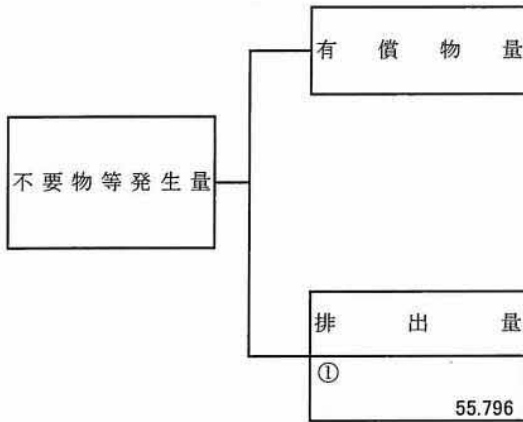 有償物量
不要物等発生量
排出量
①
55.796